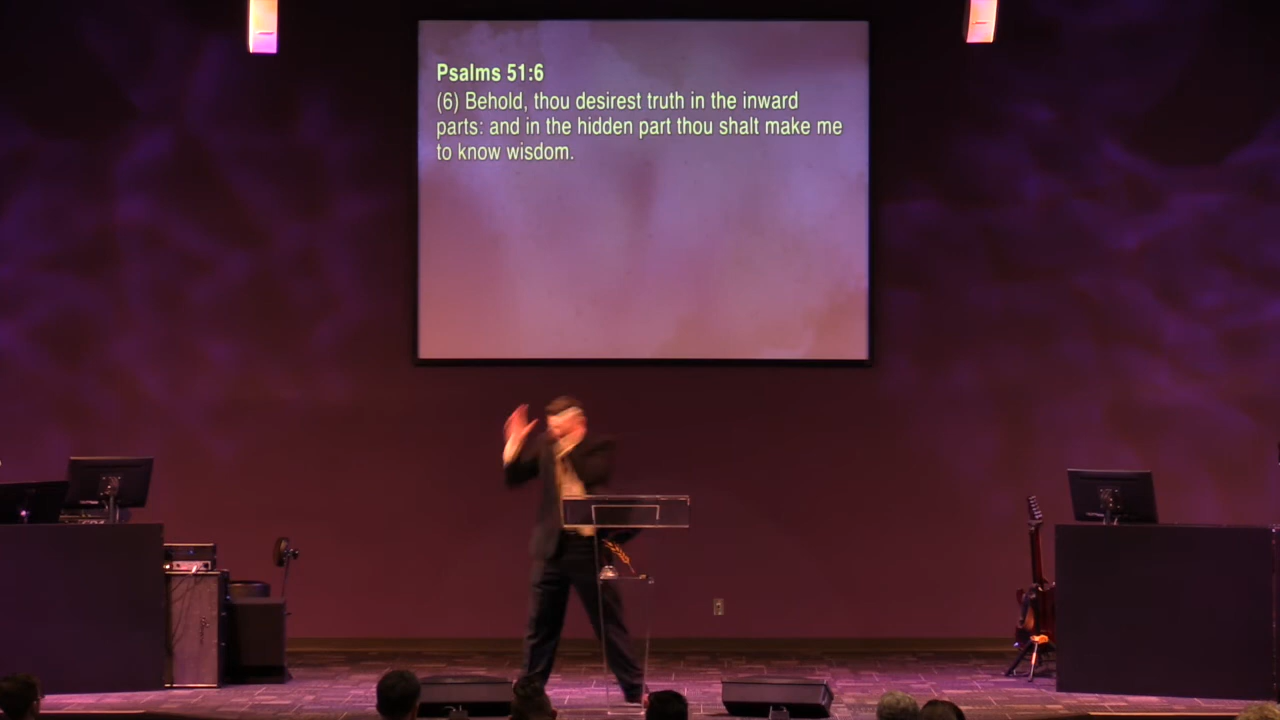 Psalms 51:6
(6) Behold, thou desirest truth in the inward
parts: and in the hidden part thou shalt make me
to know wisdom.